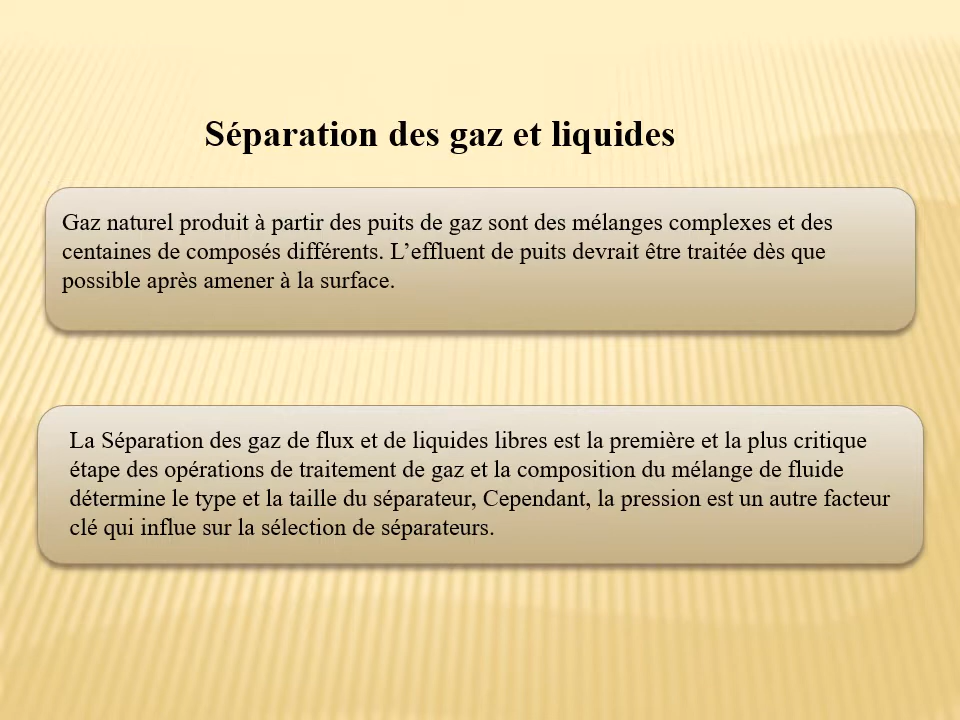 Séparation des gaz et liquides
Gaz naturel produit à partir des puits de gaz sont des mélanges complexes et des
centaines de composés différents. L’effluent de puits devrait être traitée dès que
possible après amener à la surface.
La Séparation des gaz de flux et de liquides libres est la première et la plus critique
étape des opérations de traitement de gaz et la composition du mélange de fluide
détermine le type et la taille du séparateur, Cependant, la pression est un autre facteur
clé qui influe sur la sélection de séparateurs.